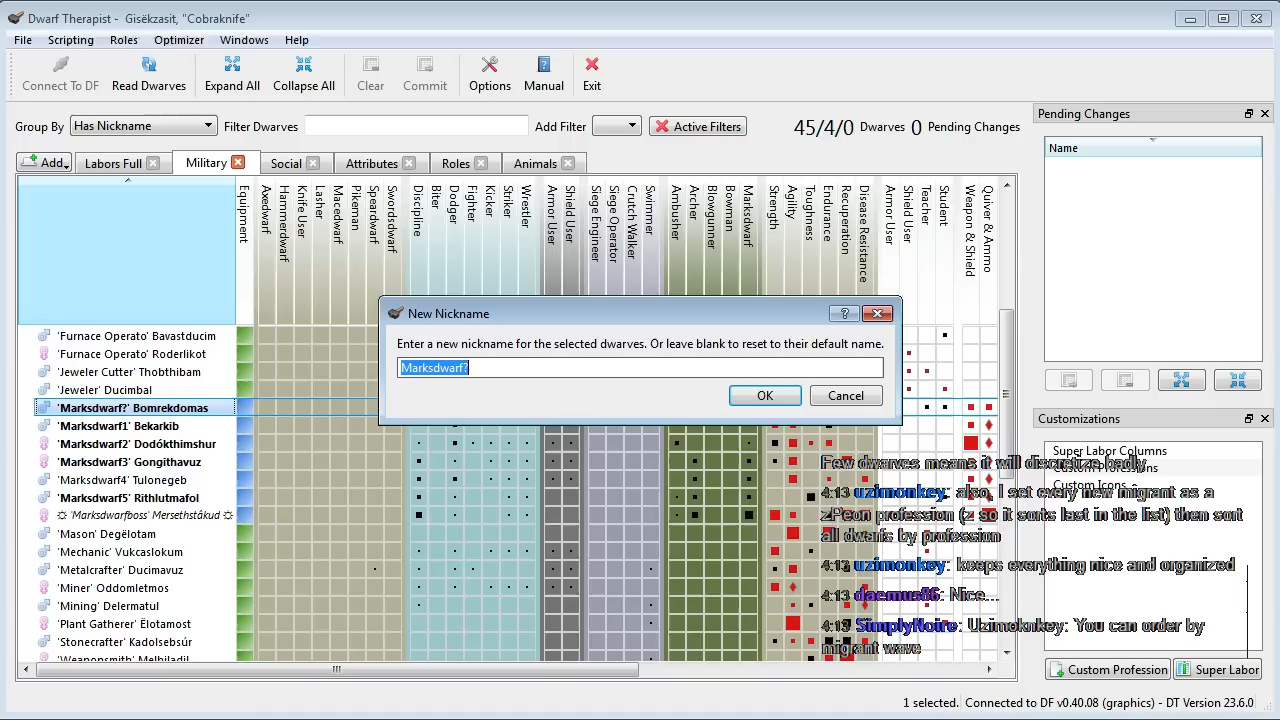 Dwarf Therapist - Gisëkzasit, "Cobraknife"
File Scripting Roles Optimizer Windows Help
Connect To DF Read Dwarves Expand All Collapse All Clear Commit Options Manual Exit
Group By Has Nickname Filter Dwarves Add Filter Active Filters 45/4/0 Dwarves 0 Pending Changes
Add... Labors Full Military Social Attributes Roles Animals
Equipment
Axedwarf
Hammerdwarf
Knife User
Lasher
Macedwarf
Pikeman
Speardwarf
Swordsdwarf
Discipline
Biter
Dodger
Fighter
Kicker
Striker
Wrestler
Armor User
Shield User
Siege Engineer
Siege Operator
Crutch Walker
Swimmer
Ambusher
Archer
Blowgunner
Bowman
Marksdwarf
Strength
Agility
Toughness
Endurance
Recuperation
Disease Resistance
Armor User
Shield User
Teacher
Student
Weapon & Shield
Quiver & Ammo
'Furnace Operato' Bavastducim
'Furnace Operato' Roderlikot
'Jeweler Cutter' Thobthibam
'Jeweler' Ducimbal
'Marksdwarf?' Bomrekdomas
'Marksdwarf1' Bekarkib
'Marksdwarf2' Dodókthimshur
'Marksdwarf3' Gongithavuz
'Marksdwarf4' Tulonegeb
'Marksdwarf5' Rithlutmafol
'Marksdwarfboss' Mersethstâkud
'Mason' Degëlotam
'Mechanic' Vukcaslokum
'Metalcrafter' Ducimavuz
'Miner' Oddomletmos
'Mining' Delermatul
'Plant Gatherer' Ëlotamost
'Stonecrafter' Kadolsebsúr
'Weaponsmith' Melbiladil
New Nickname
Enter a new nickname for the selected dwarves. Or leave blank to reset to their default name.
Marksdwarf?
OK Cancel
Pending Changes
Name
Customizations
Super Labor Columns
Custom Professions
Custom Icons
Custom Profession Super Labor
Few dwarves means it will discretize badly
4:13 uzimonkey: also, I set every new migrant as a
zPeon profession (z so it sorts last in the list) then sort
all dwarfs by profession
4:13 uzimonkey: keeps everything nice and organized
4:13 daemus86: Nice...
4:13 SimplyNoire: Uzimoknkey: You can order by
migrant wave
1 selected. Connected to DF v0.40.08 (graphics) - DT Version 23.6.0